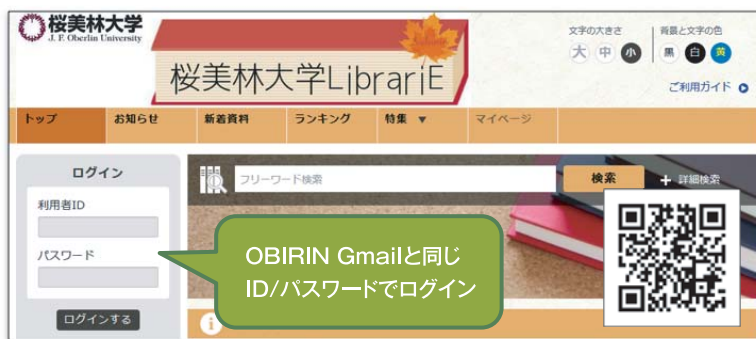 桜美林大学
J. F. Oberlin University
桜美林大学LibrariE
文字の大きさ
大 中 小
背景と文字の色
黒 白 黄
ご利用ガイド
トップ
お知らせ
新着資料
ランキング
特集 ▼
マイページ
ログイン
利用者ID
パスワード
ログインする
フリーワード検索
検索
+ 詳細検索
OBIRIN Gmailと同じ
ID/パスワードでログイン